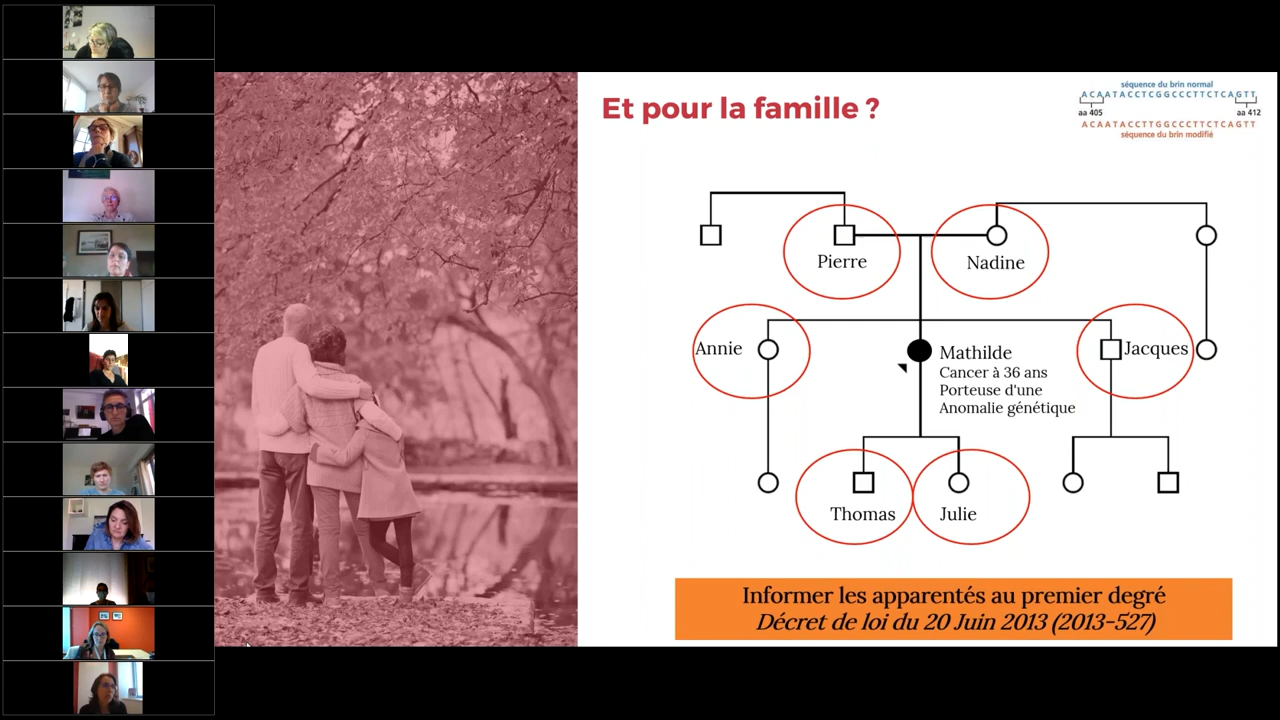 Et pour la famille ?
séquence du brin normal
ACAATACCTCGGCCCTTCTCAGTT
aa 405
aa 412
ACAATACCTTGGCCCTTCTCAGTT
séquence du brin modifié
Pierre
Nadine
Annie
Mathilde
Cancer à 36 ans
Porteuse d'une
Anomalie génétique
Jacques
Thomas
Julie
Informer les apparentés au premier degré
Décret de loi du 20 Juin 2013 (2013-527)